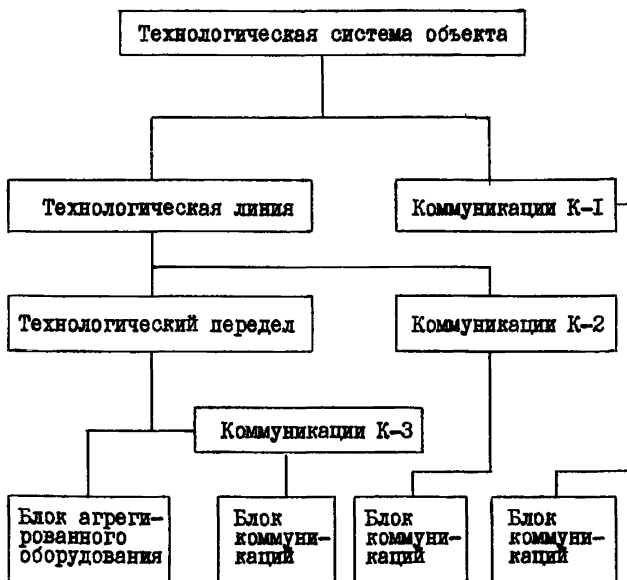 Технологическая система объекта
Технологическая линия
Коммуникации К-I
Технологический передел
Коммуникации К-2
Коммуникации К-3
Блок агреги-
рованного
оборудования
Блок
коммуни-
каций
Блок
коммуни-
каций
Блок
коммуни-
каций